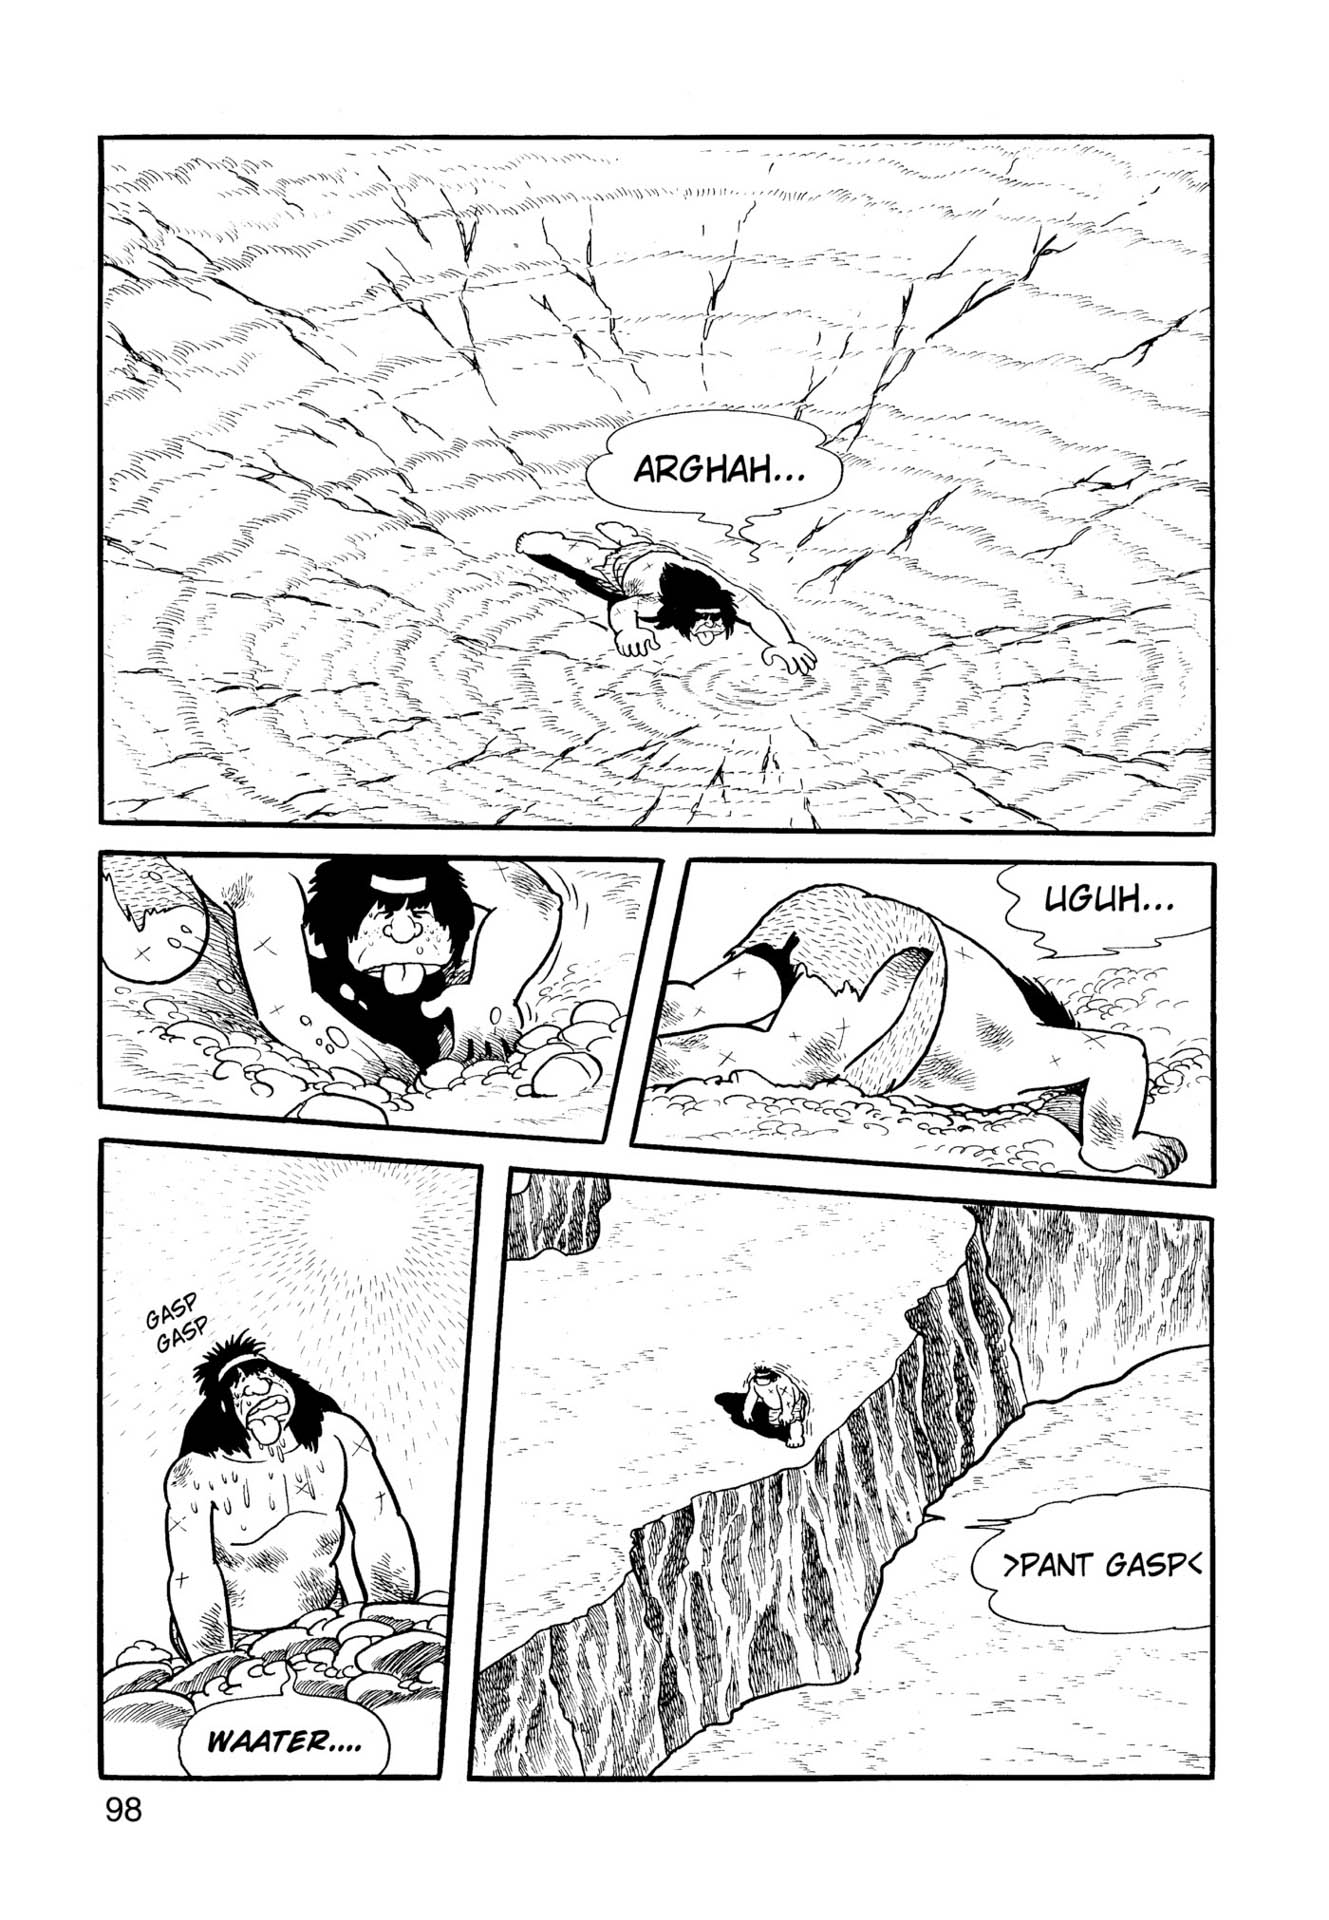 ARGHAH...
UGUH...
GASP
GASP
WAATER....
>PANT GASP<
98